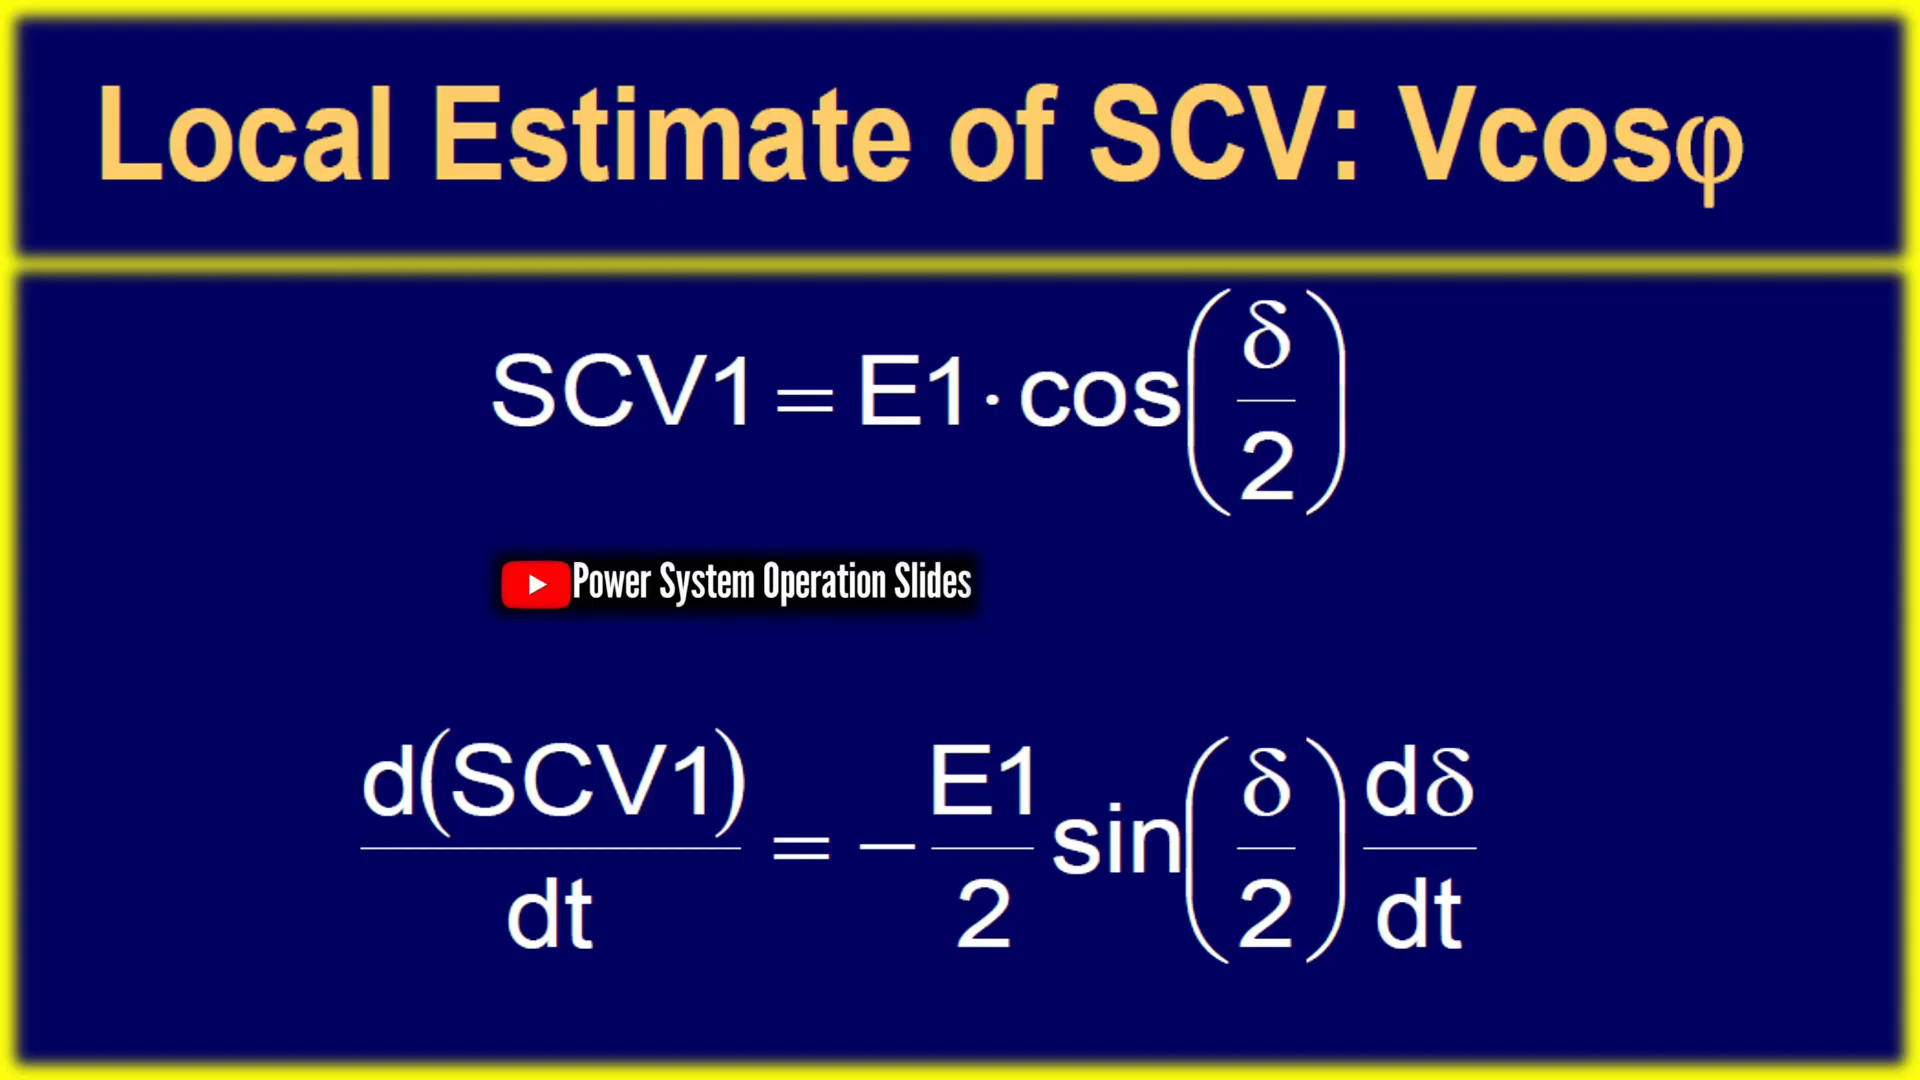 Local Estimate of SCV: Vcosφ
SCV1 = E1 · cos(δ/2)
Power System Operation Slides
d(SCV1)/dt = − E1/2 sin(δ/2) dδ/dt